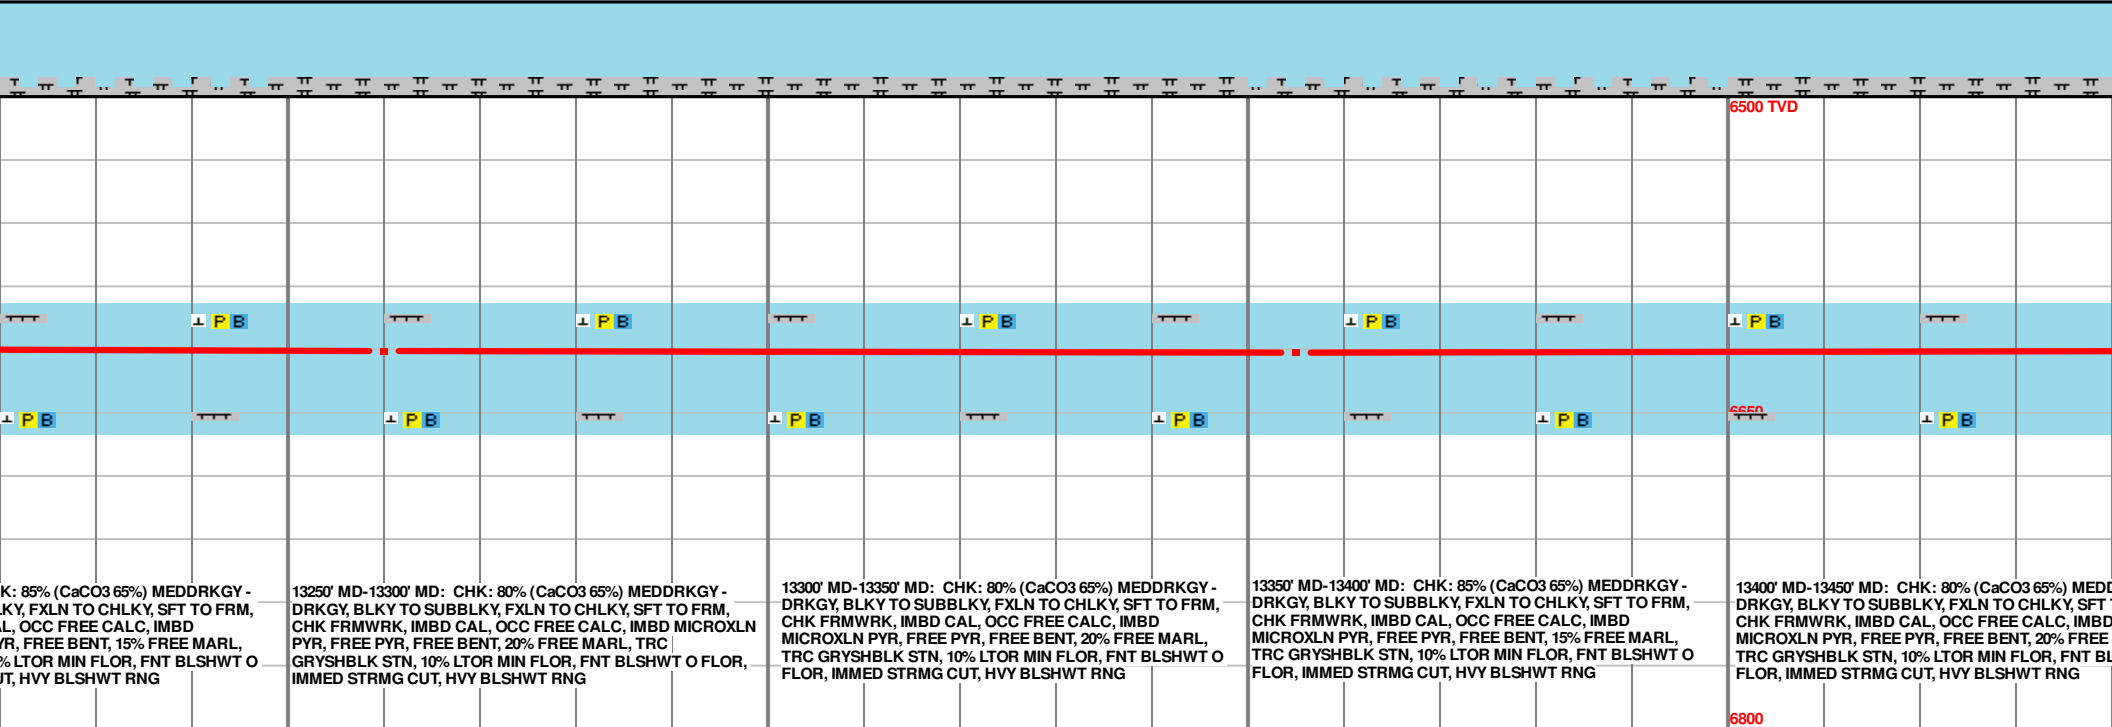 6500 TVD
P B
P B
P B
P B
P B
6650
P B
P B
P B
P B
P B
P B
K: 85% (CaCO3 65%) MEDDRKGY -
KY, FXLN TO CHLKY, SFT TO FRM,
L, OCC FREE CALC, IMBD
YR, FREE BENT, 15% FREE MARL,
% LTOR MIN FLOR, FNT BLSHWT O
T, HVY BLSHWT RNG
13250' MD-13300' MD: CHK: 80% (CaCO3 65%) MEDDRKGY -
DRKGY, BLKY TO SUBBLKY, FXLN TO CHLKY, SFT TO FRM,
CHK FRMWRK, IMBD CAL, OCC FREE CALC, IMBD MICROXLN
PYR, FREE PYR, FREE BENT, 20% FREE MARL, TRC
GRYSHBLK STN, 10% LTOR MIN FLOR, FNT BLSHWT O FLOR,
IMMED STRMG CUT, HVY BLSHWT RNG
13300' MD-13350' MD: CHK: 80% (CaCO3 65%) MEDDRKGY -
DRKGY, BLKY TO SUBBLKY, FXLN TO CHLKY, SFT TO FRM,
CHK FRMWRK, IMBD CAL, OCC FREE CALC, IMBD
MICROXLN PYR, FREE PYR, FREE BENT, 20% FREE MARL,
TRC GRYSHBLK STN, 10% LTOR MIN FLOR, FNT BLSHWT O
FLOR, IMMED STRMG CUT, HVY BLSHWT RNG
13350' MD-13400' MD: CHK: 85% (CaCO3 65%) MEDDRKGY -
DRKGY, BLKY TO SUBBLKY, FXLN TO CHLKY, SFT TO FRM,
CHK FRMWRK, IMBD CAL, OCC FREE CALC, IMBD
MICROXLN PYR, FREE PYR, FREE BENT, 15% FREE MARL,
TRC GRYSHBLK STN, 10% LTOR MIN FLOR, FNT BLSHWT O
FLOR, IMMED STRMG CUT, HVY BLSHWT RNG
13400' MD-13450' MD: CHK: 80% (CaCO3 65%) MEDD
DRKGY, BLKY TO SUBBLKY, FXLN TO CHLKY, SFT T
CHK FRMWRK, IMBD CAL, OCC FREE CALC, IMBD
MICROXLN PYR, FREE PYR, FREE BENT, 20% FREE
TRC GRYSHBLK STN, 10% LTOR MIN FLOR, FNT BL
FLOR, IMMED STRMG CUT, HVY BLSHWT RNG
6800